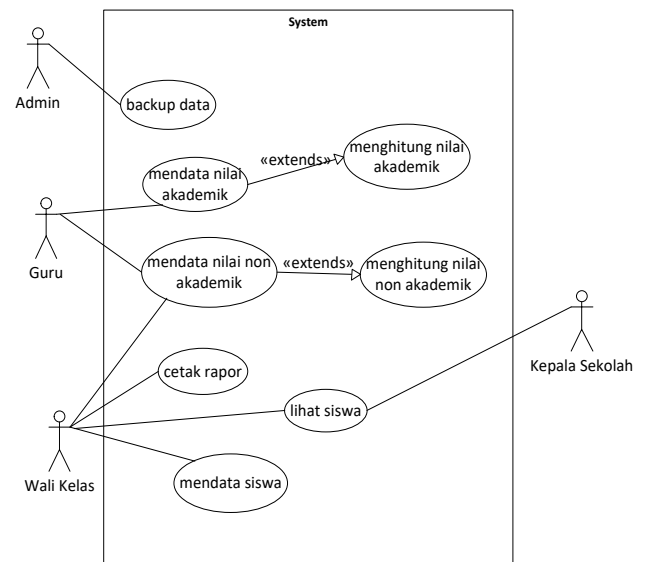 System
Admin
backup data
«extends»
menghitung nilai
akademik
mendata nilai
akademik
Guru
mendata nilai non
akademik
«extends»
menghitung nilai
non akademik
Kepala Sekolah
cetak rapor
lihat siswa
Wali Kelas
mendata siswa